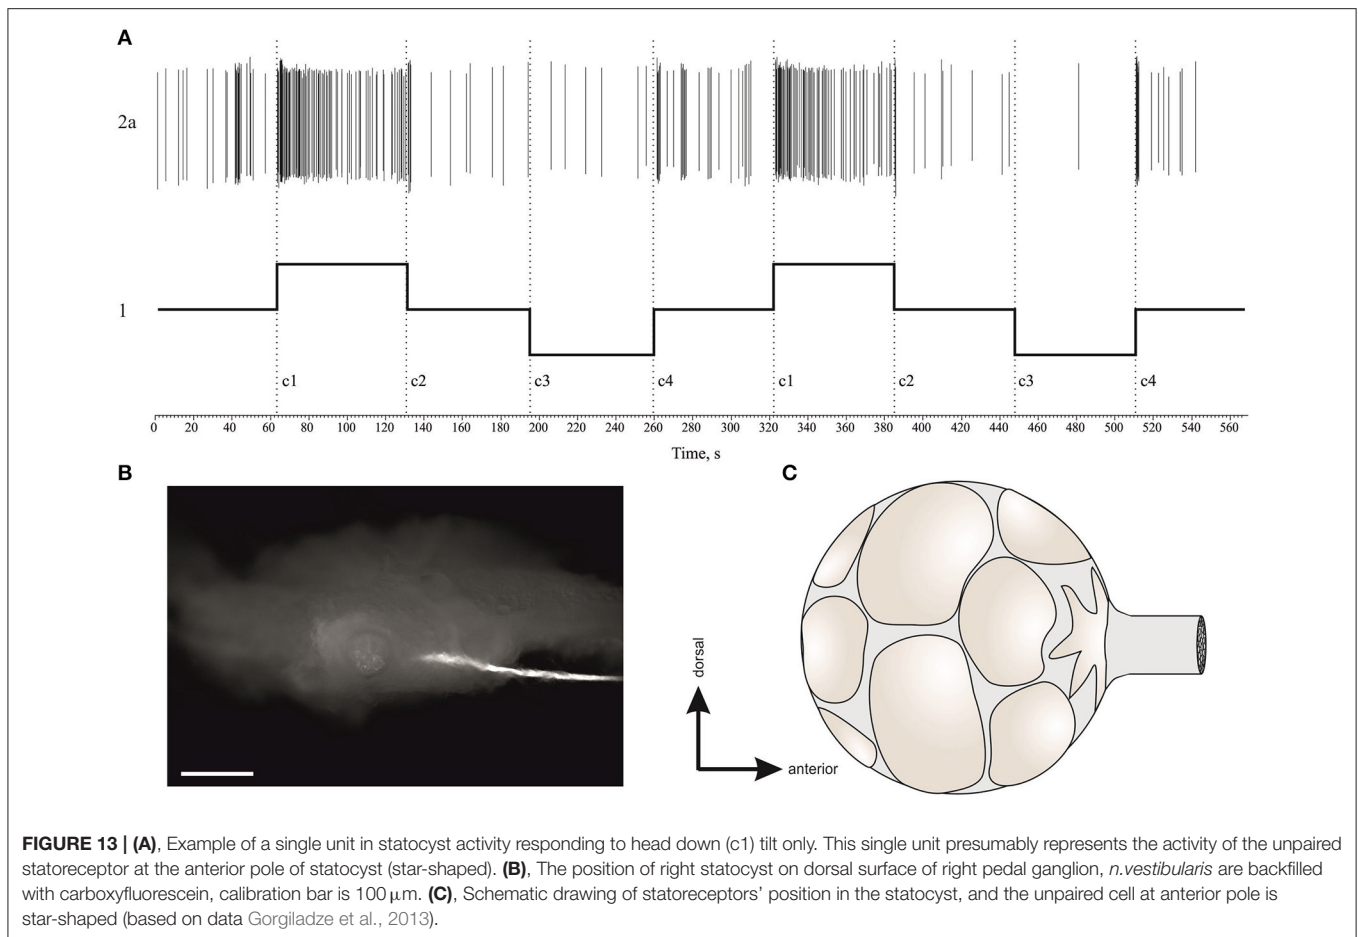 A
2a
1
c1 c2 c3 c4 c1 c2 c3 c4
0 20 40 60 80 100 120 140 160 180 200 220 240 260 280 300 320 340 360 380 400 420 440 460 480 500 520 540 560
Time, s
B
C
dorsal
anterior
FIGURE 13 | (A), Example of a single unit in statocyst activity responding to head down (c1) tilt only. This single unit presumably represents the activity of the unpaired
statoreceptor at the anterior pole of statocyst (star-shaped). (B), The position of right statocyst on dorsal surface of right pedal ganglion, n.vestibularis are backfilled
with carboxyfluorescein, calibration bar is 100 μm. (C), Schematic drawing of statoreceptors' position in the statocyst, and the unpaired cell at anterior pole is
star-shaped (based on data Gorgiladze et al., 2013).